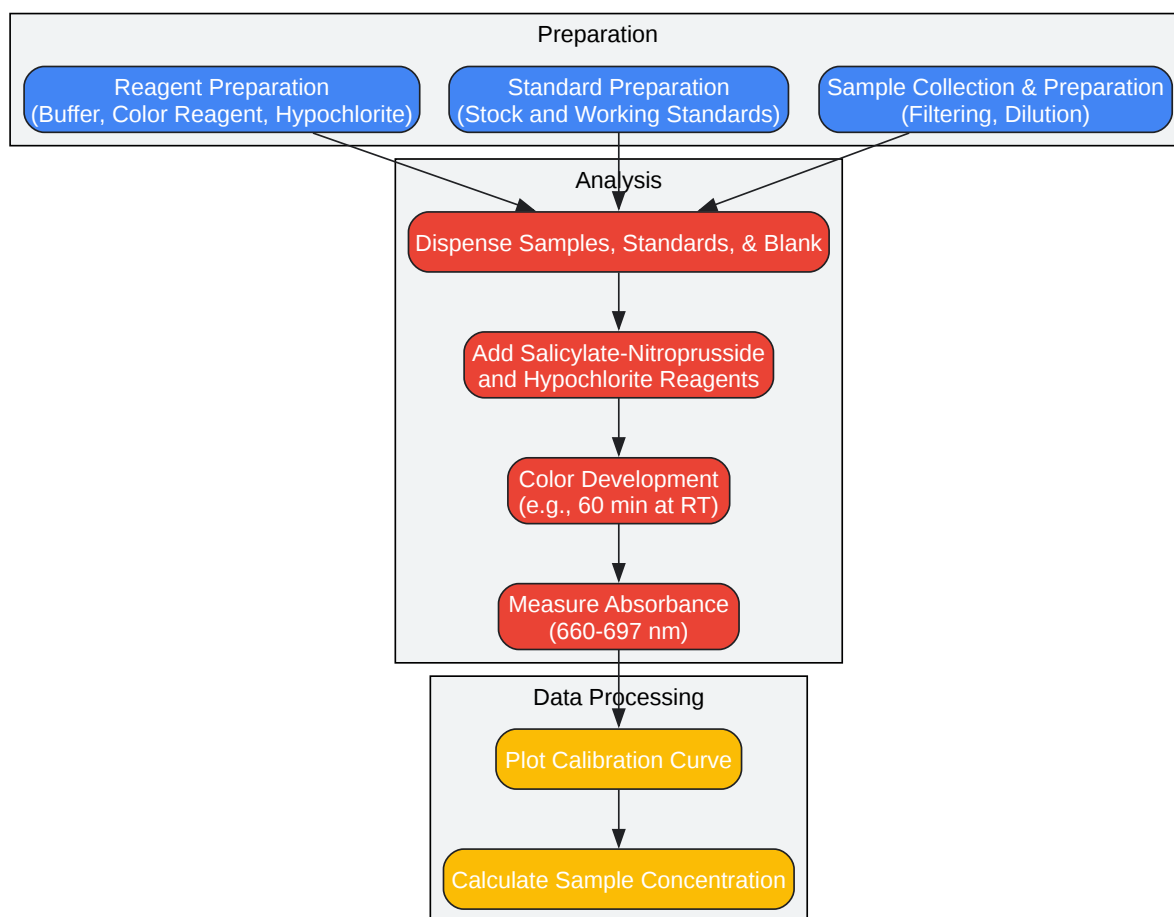 Preparation
Reagent Preparation
(Buffer, Color Reagent, Hypochlorite)
Standard Preparation
(Stock and Working Standards)
Sample Collection & Preparation
(Filtering, Dilution)
Analysis
Dispense Samples, Standards, & Blank
Add Salicylate-Nitroprusside
and Hypochlorite Reagents
Color Development
(e.g., 60 min at RT)
Measure Absorbance
(660-697 nm)
Data Processing
Plot Calibration Curve
Calculate Sample Concentration